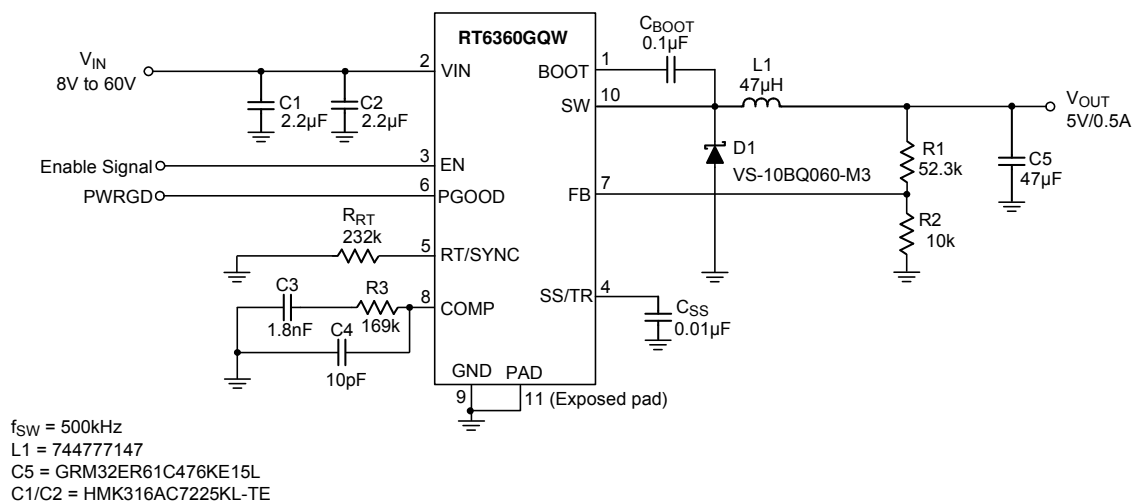 RT6360GQW
V_IN
8V to 60V
2
VIN
C1
2.2µF
C2
2.2µF
Enable Signal
3
EN
PWRGD
6
PGOOD
R_RT
232k
5
RT/SYNC
C3
1.8nF
R3
169k
8
COMP
C4
10pF
GND
PAD
9
11 (Exposed pad)
BOOT
1
C_BOOT
0.1µF
SW
10
L1
47µH
V_OUT
5V/0.5A
D1
VS-10BQ060-M3
R1
52.3k
C5
47µF
FB
7
R2
10k
SS/TR
4
C_SS
0.01µF
f_SW = 500kHz
L1 = 744777147
C5 = GRM32ER61C476KE15L
C1/C2 = HMK316AC7225KL-TE